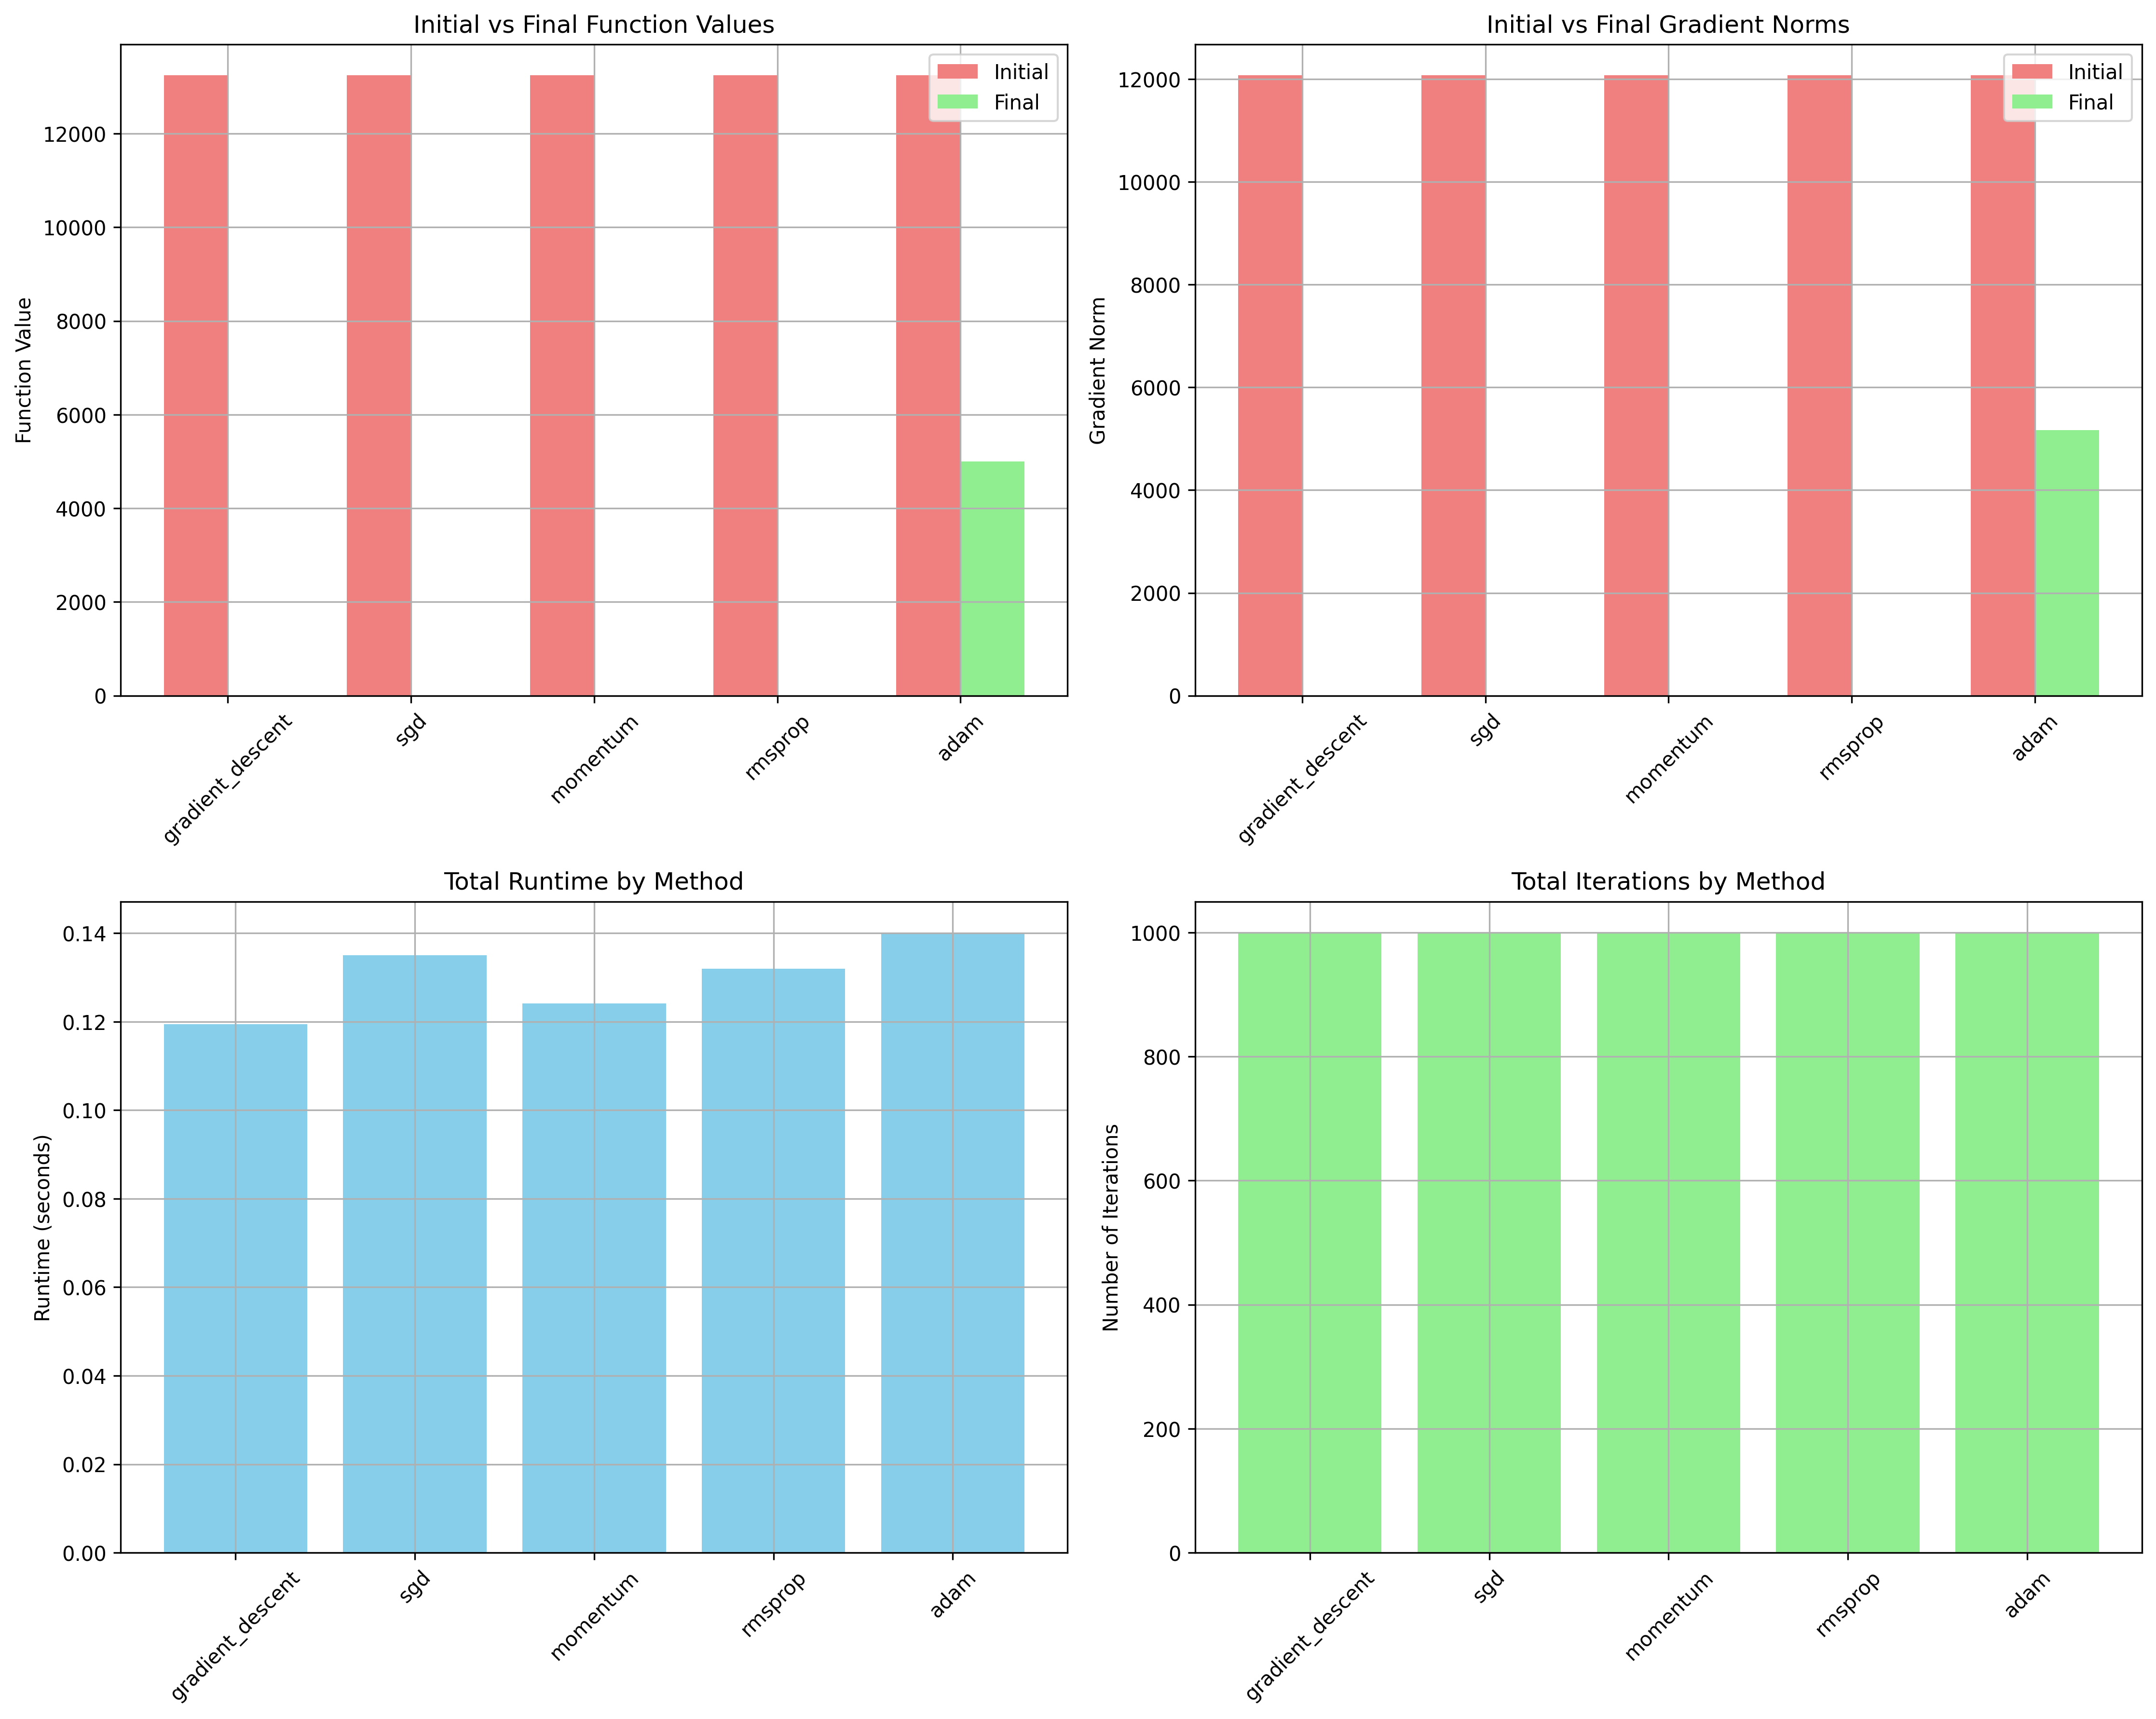 Initial vs Final Function Values
Function Value
12000
10000
8000
6000
4000
2000
0
Initial
Final
gradient_descent
sgd
momentum
rmsprop
adam
Initial vs Final Gradient Norms
Gradient Norm
12000
10000
8000
6000
4000
2000
0
Initial
Final
gradient_descent
sgd
momentum
rmsprop
adam
Total Runtime by Method
Runtime (seconds)
0.14
0.12
0.10
0.08
0.06
0.04
0.02
0.00
gradient_descent
sgd
momentum
rmsprop
adam
Total Iterations by Method
Number of Iterations
1000
800
600
400
200
0
gradient_descent
sgd
momentum
rmsprop
adam